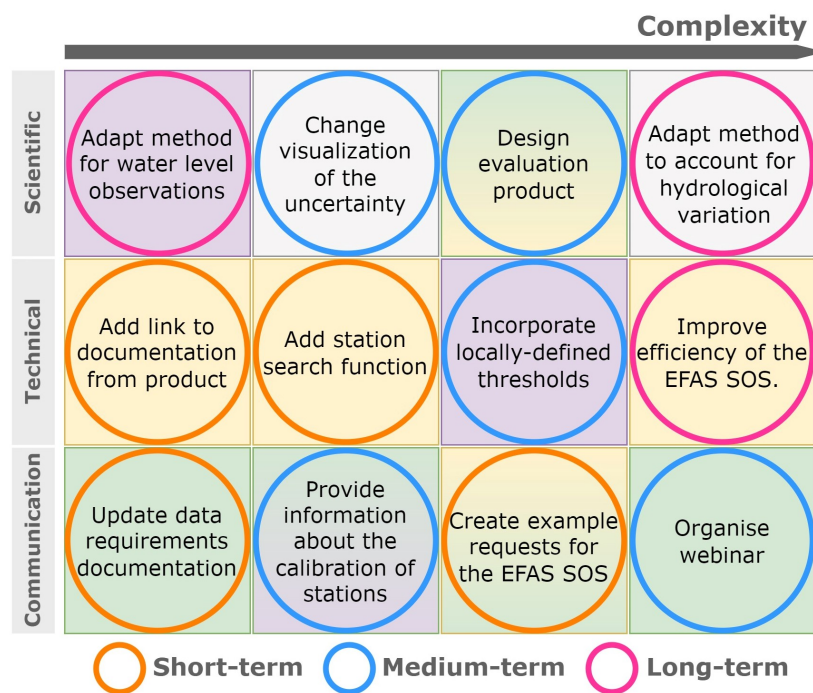 Complexity
Scientific
Adapt method
for water level
observations
Change
visualization
of the
uncertainty
Design
evaluation
product
Adapt method
to account for
hydrological
variation
Technical
Add link to
documentation
from product
Add station
search function
Incorporate
locally-defined
thresholds
Improve
efficiency of the
EFAS SOS.
Communication
Update data
requirements
documentation
Provide
information
about the
calibration of
stations
Create example
requests for
the EFAS SOS
Organise
webinar
Short-term
Medium-term
Long-term